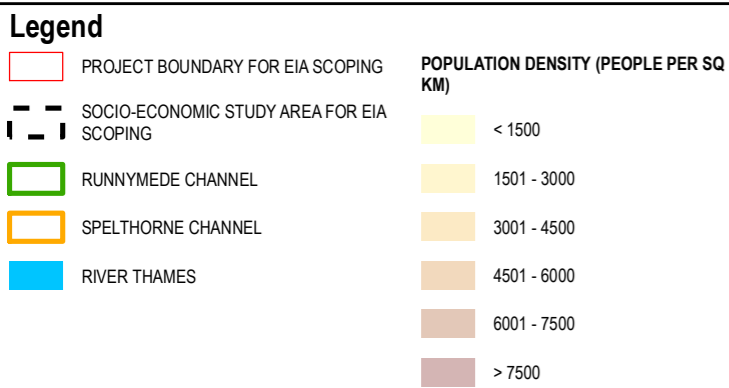 Legend
PROJECT BOUNDARY FOR EIA SCOPING
SOCIO-ECONOMIC STUDY AREA FOR EIA
SCOPING
RUNNYMEDE CHANNEL
SPELTHORNE CHANNEL
RIVER THAMES
POPULATION DENSITY (PEOPLE PER SQ
KM)
< 1500
1501 - 3000
3001 - 4500
4501 - 6000
6001 - 7500
> 7500